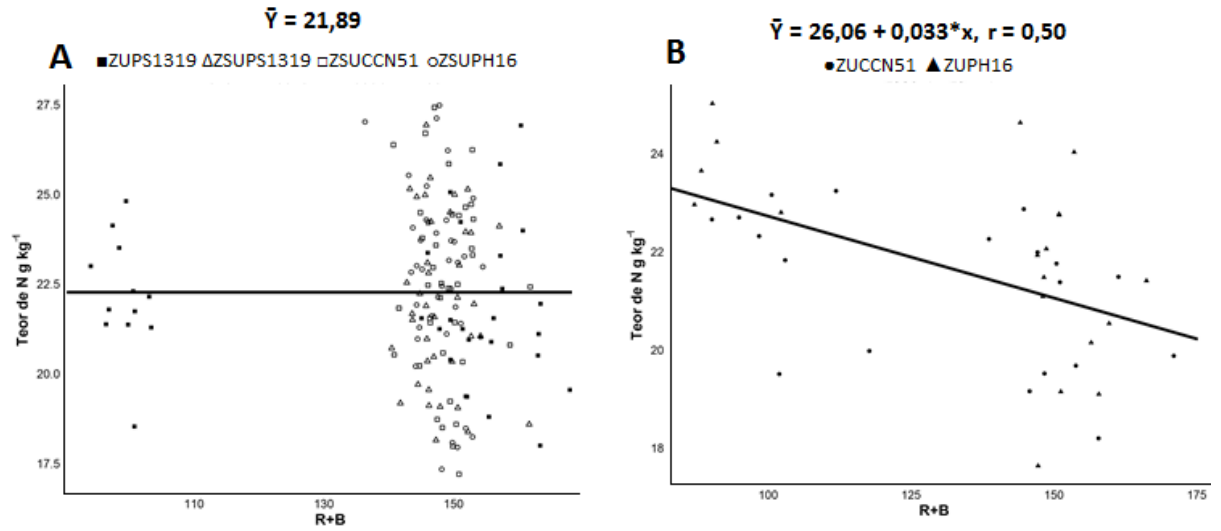 Ȳ = 21,89
A
■ZUPS1319 ΔZSUPS1319 □ZSUCCN51 ○ZSUPH16
27.5
25.0
22.5
20.0
17.5
Teor de N g kg⁻¹
110
130
150
R+B
Ȳ = 26,06 + 0,033*x, r = 0,50
B
●ZUCCN51 ▲ZUPH16
24
22
20
18
Teor de N g kg⁻¹
100
125
150
175
R+B